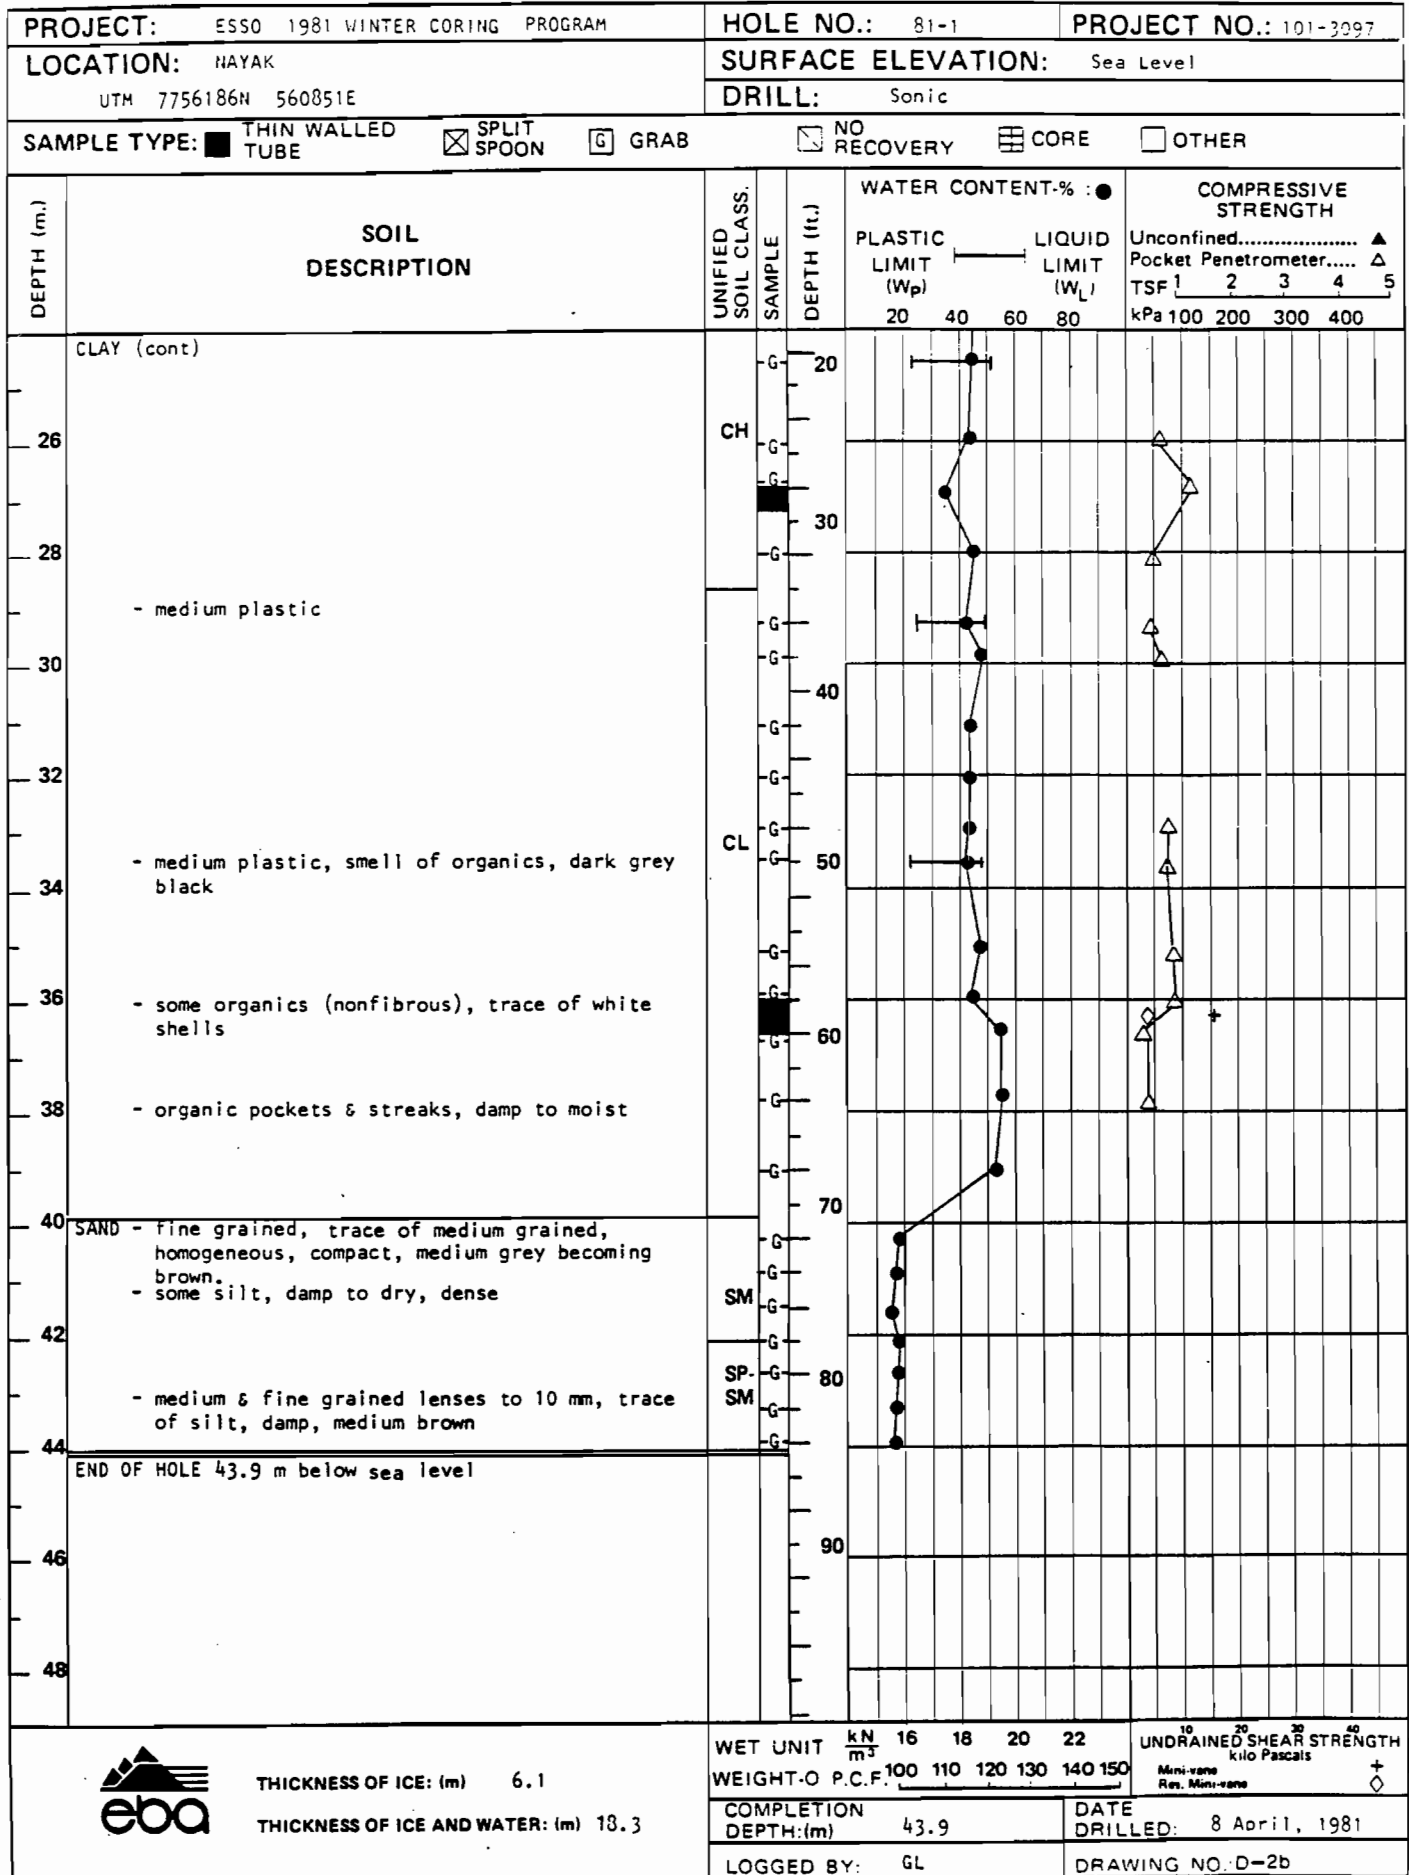 PROJECT: ESSO 1981 WINTER CORING PROGRAM
HOLE NO.: 81-1
PROJECT NO.: 101-3097
LOCATION: NAYAK
UTM 7756186N 560851E
SURFACE ELEVATION: Sea Level
DRILL: Sonic
SAMPLE TYPE: THIN WALLED TUBE
SPLIT SPOON
G GRAB
NO RECOVERY
CORE
OTHER
DEPTH (m.)
SOIL DESCRIPTION
UNIFIED SOIL CLASS.
SAMPLE
DEPTH (ft.)
WATER CONTENT-% :
PLASTIC LIMIT (Wp)
LIQUID LIMIT (WL)
20 40 60 80
COMPRESSIVE STRENGTH
Unconfined....................
Pocket Penetrometer.....
TSF 1 2 3 4 5
kPa 100 200 300 400
CLAY (cont)
G 20
CH
26 G
G
30
28 G
- medium plastic
G
30 G
40
G
32 G
G
CL
- medium plastic, smell of organics, dark grey
G 50
34 black
G
36 G
- some organics (nonfibrous), trace of white
shells
60
G
38 - organic pockets & streaks, damp to moist
G
G
70
40
SAND - fine grained, trace of medium grained,
homogeneous, compact, medium grey becoming
brown.
G
G
- some silt, damp to dry, dense
SM G
42 G
SP-SM
G 80
- medium & fine grained lenses to 10 mm, trace
of silt, damp, medium brown
G
44 G
END OF HOLE 43.9 m below sea level
90
46
48
eba
THICKNESS OF ICE: (m) 6.1
THICKNESS OF ICE AND WATER: (m) 18.3
WET UNIT kN/m³ 16 18 20 22
WEIGHT-O P.C.F. 100 110 120 130 140 150
10 20 30 40
UNDRAINED SHEAR STRENGTH
kilo Pascals
Mini-vane +
Res. Mini-vane ◇
COMPLETION DEPTH:(m) 43.9
DATE DRILLED: 8 April, 1981
LOGGED BY: GL
DRAWING NO.:D-2b